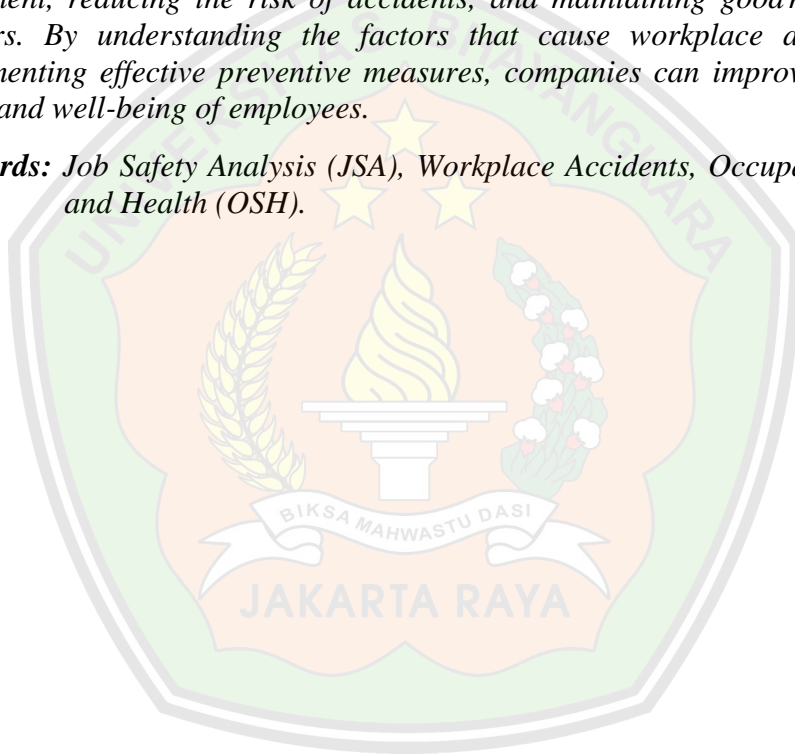 ment, reducing the risk of accidents, and maintaining good
rs. By understanding the factors that cause workplace a
menting effective preventive measures, companies can improv
and well-being of employees.
rds: Job Safety Analysis (JSA), Workplace Accidents, Occupa
and Health (OSH).
UNIVERSITAS BHAYANGKARA
BIKSA MAHWASTU DASI
JAKARTA RAYA